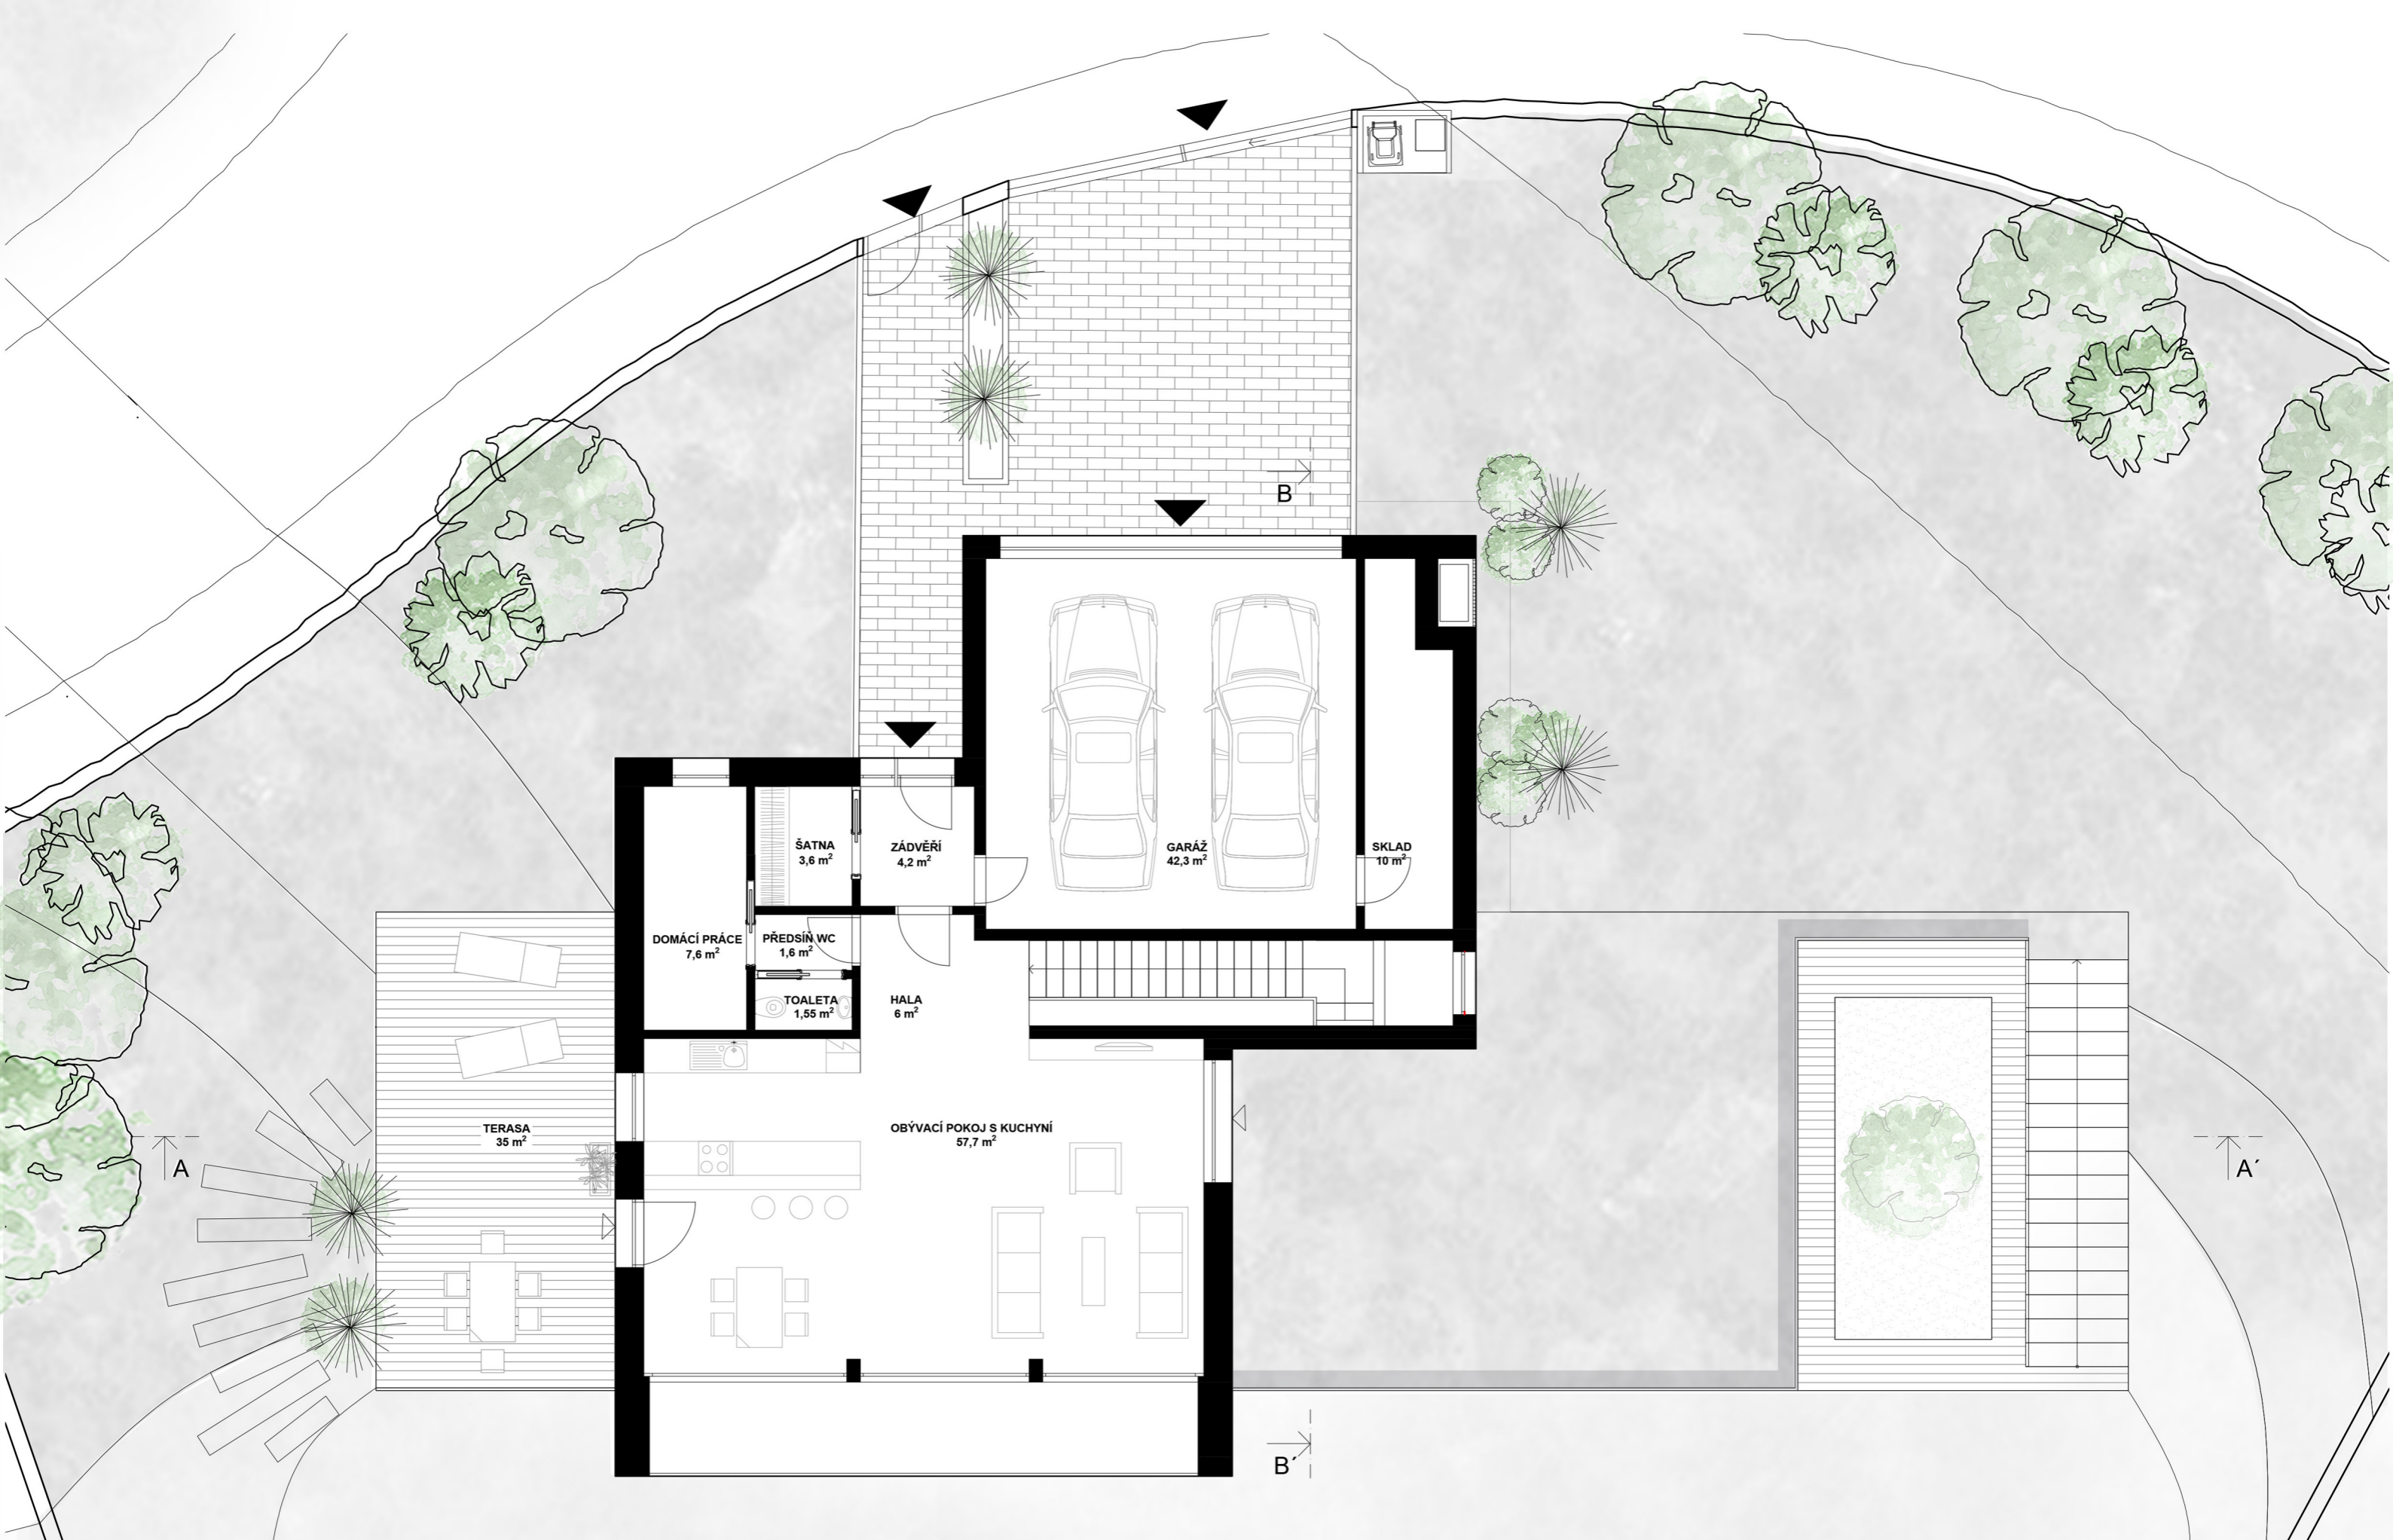 B
ŠATNA
3,6 m²
ZÁDVĚŘÍ
4,2 m²
GARÁŽ
42,3 m²
SKLAD
10 m²
DOMÁCÍ PRÁCE
7,6 m²
PŘEDSÍŇ WC
1,6 m²
TOALETA
1,55 m²
HALA
6 m²
TERASA
35 m²
OBÝVACÍ POKOJ S KUCHYNÍ
57,7 m²
A
A´
B´